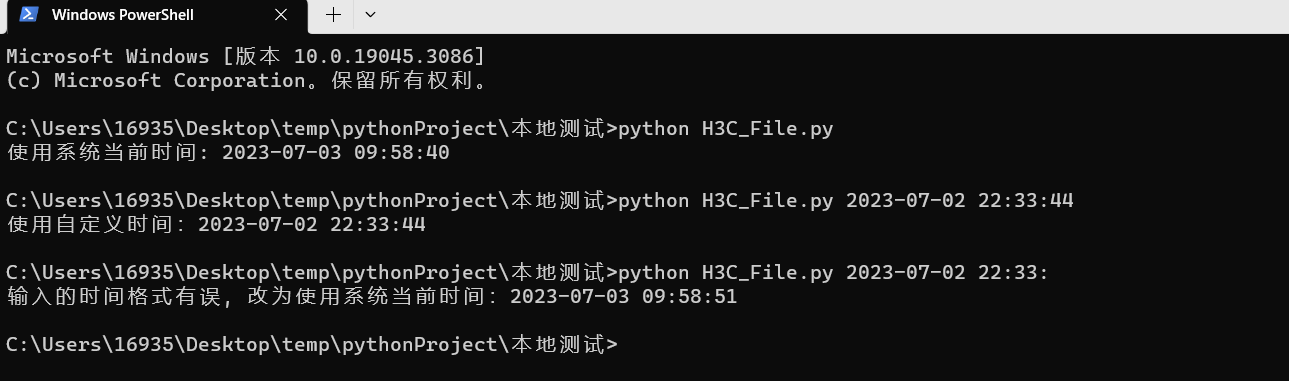 Windows PowerShell
Microsoft Windows [版本 10.0.19045.3086]
(c) Microsoft Corporation。保留所有权利。
C:\Users\16935\Desktop\temp\pythonProject\本地测试>python H3C_File.py
使用系统当前时间: 2023-07-03 09:58:40
C:\Users\16935\Desktop\temp\pythonProject\本地测试>python H3C_File.py 2023-07-02 22:33:44
使用自定义时间: 2023-07-02 22:33:44
C:\Users\16935\Desktop\temp\pythonProject\本地测试>python H3C_File.py 2023-07-02 22:33:
输入的时间格式有误，改为使用系统当前时间: 2023-07-03 09:58:51
C:\Users\16935\Desktop\temp\pythonProject\本地测试>